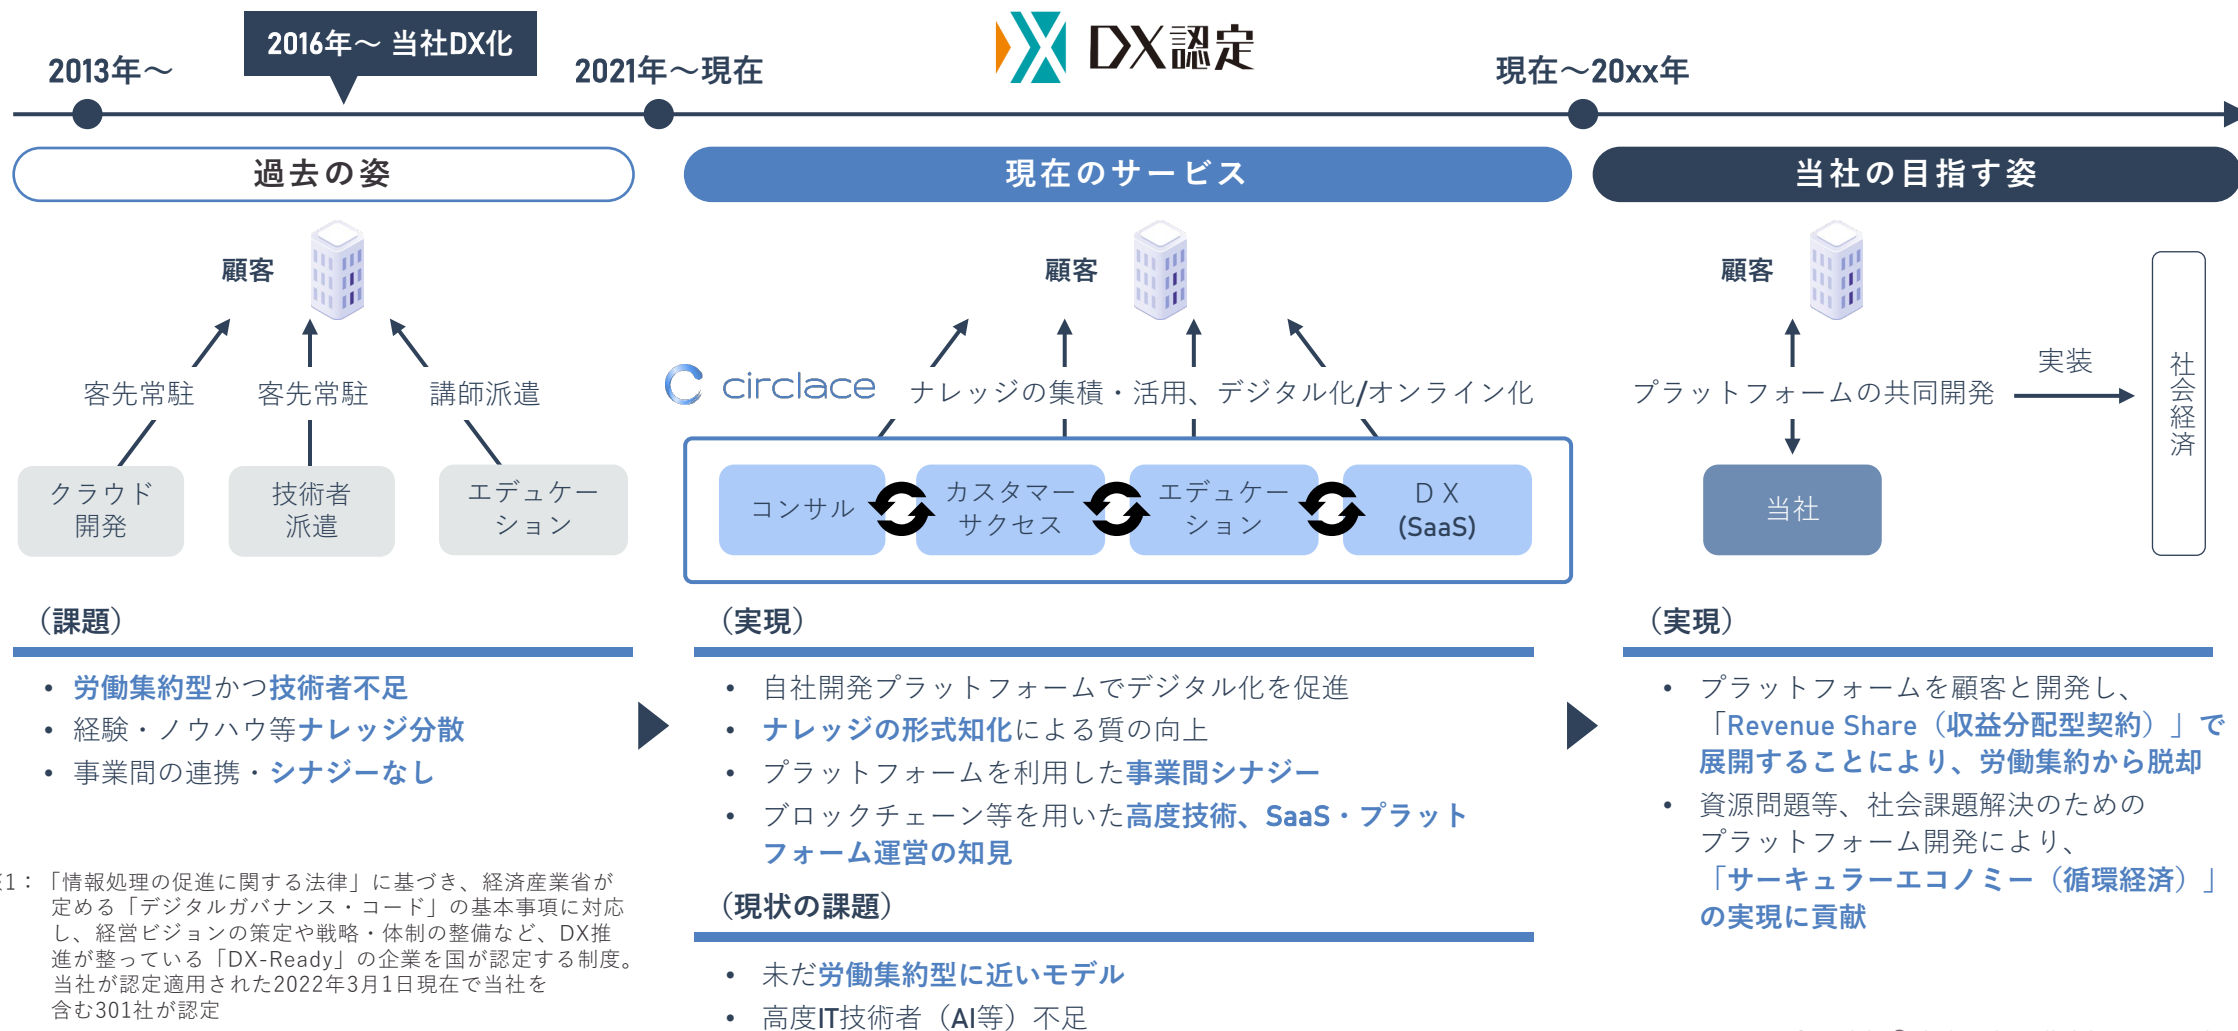 2013年～
2016年～ 当社DX化
2021年～現在
DX認定
現在～20xx年
過去の姿
現在のサービス
当社の目指す姿
顧客
客先常駐
客先常駐
講師派遣
クラウド
開発
技術者
派遣
エデュケー
ション
顧客
circlace
ナレッジの集積・活用、デジタル化/オンライン化
コンサル
カスタマー
サクセス
エデュケー
ション
DX
(SaaS)
顧客
プラットフォームの共同開発
実装
社会経済
当社
（課題）
• 労働集約型かつ技術者不足
• 経験・ノウハウ等ナレッジ分散
• 事業間の連携・シナジーなし
1：「情報処理の促進に関する法律」に基づき、経済産業省が
定める「デジタルガバナンス・コード」の基本事項に対応
し、経営ビジョンの策定や戦略・体制の整備など、DX推
進が整っている「DX-Ready」の企業を国が認定する制度。
当社が認定適用された2022年3月1日現在で当社を
含む301社が認定
（実現）
• 自社開発プラットフォームでデジタル化を促進
• ナレッジの形式知化による質の向上
• プラットフォームを利用した事業間シナジー
• ブロックチェーン等を用いた高度技術、SaaS・プラット
フォーム運営の知見
（現状の課題）
• 未だ労働集約型に近いモデル
• 高度IT技術者（AI等）不足
（実現）
• プラットフォームを顧客と開発し、
「Revenue Share（収益分配型契約）」で
展開することにより、労働集約から脱却
• 資源問題等、社会課題解決のための
プラットフォーム開発により、
「サーキュラーエコノミー（循環経済）」
の実現に貢献